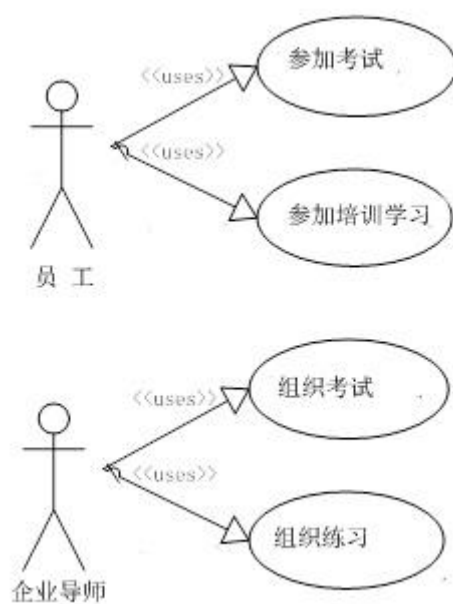 参加考试
<<uses>>
<<uses>>
参加培训学习
员 工
组织考试
<<uses>>
<<uses>>
组织练习
企业导师